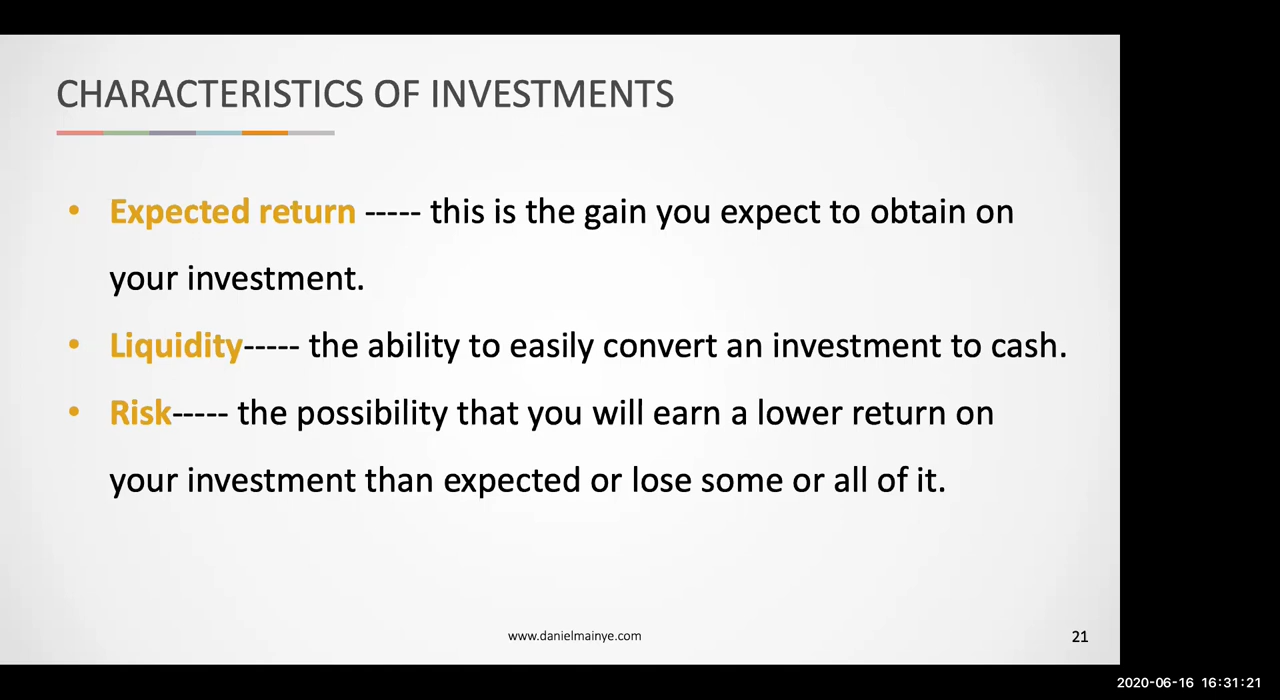 CHARACTERISTICS OF INVESTMENTS
• Expected return ----- this is the gain you expect to obtain on
your investment.
• Liquidity----- the ability to easily convert an investment to cash.
• Risk----- the possibility that you will earn a lower return on
your investment than expected or lose some or all of it.
www.danielmainye.com
21
2020-06-16 16:31:21